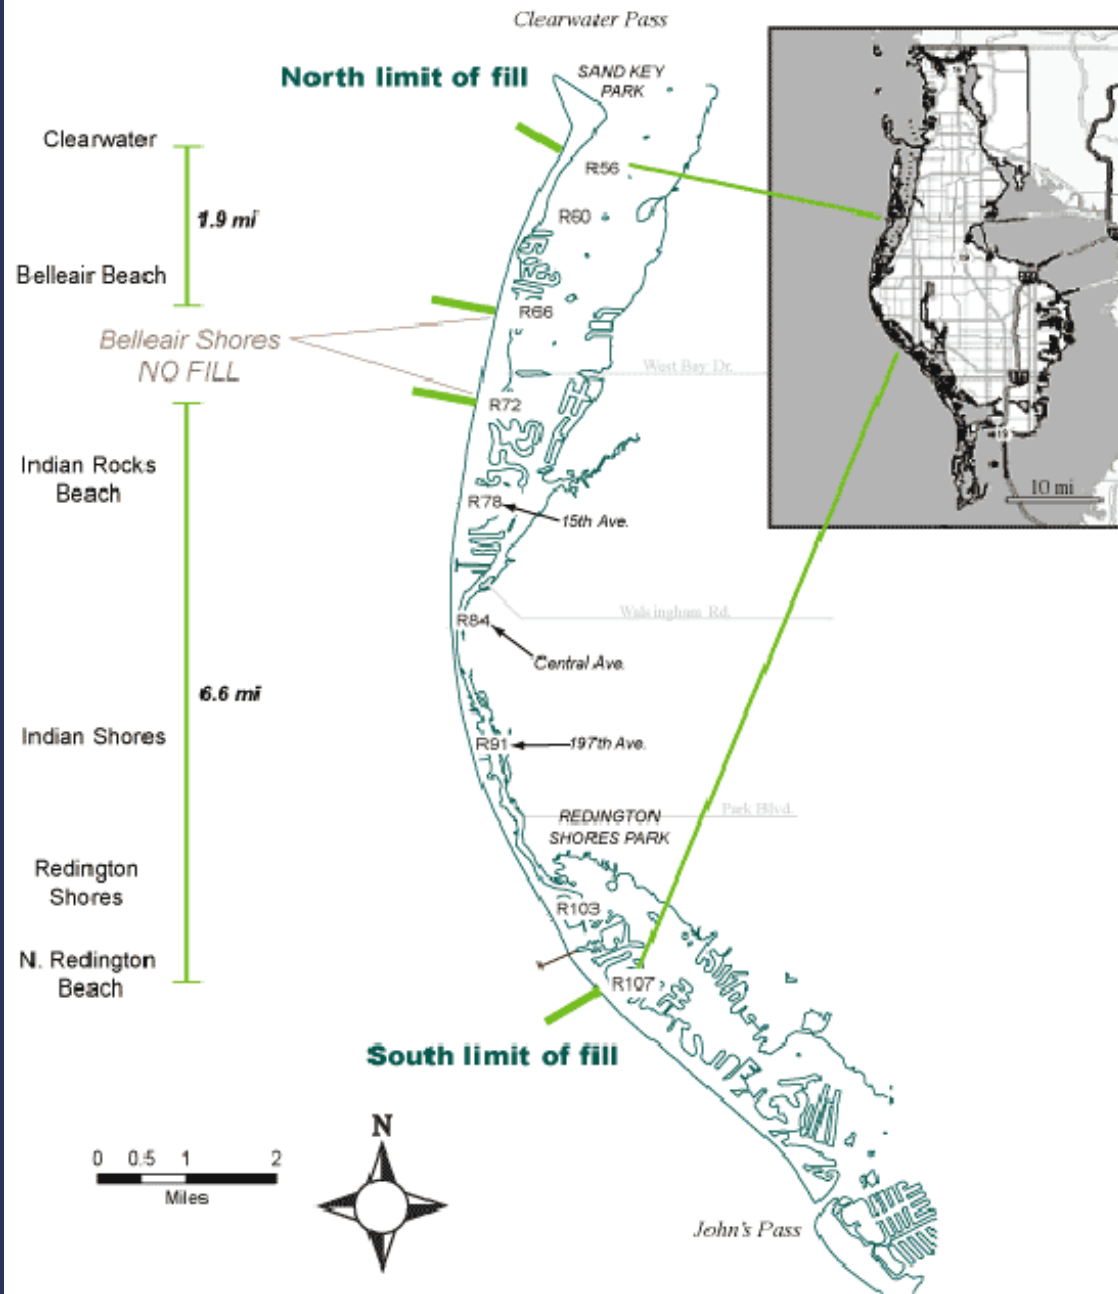 Clearwater Pass
North limit of fill
SAND KEY
PARK
Clearwater
R56
1.9 mi
R60
Belleair Beach
R66
Belleair Shores
NO FILL
West Bay Dr.
R72
Indian Rocks
Beach
R78
15th Ave.
10 mi
Walsingham Rd.
R84
Central Ave.
6.6 mi
Indian Shores
R91
197th Ave.
Park Blvd.
REDINGTON
SHORES PARK
Redington
Shores
R103
N. Redington
Beach
R107
South limit of fill
N
0 0.5 1 2
Miles
John's Pass